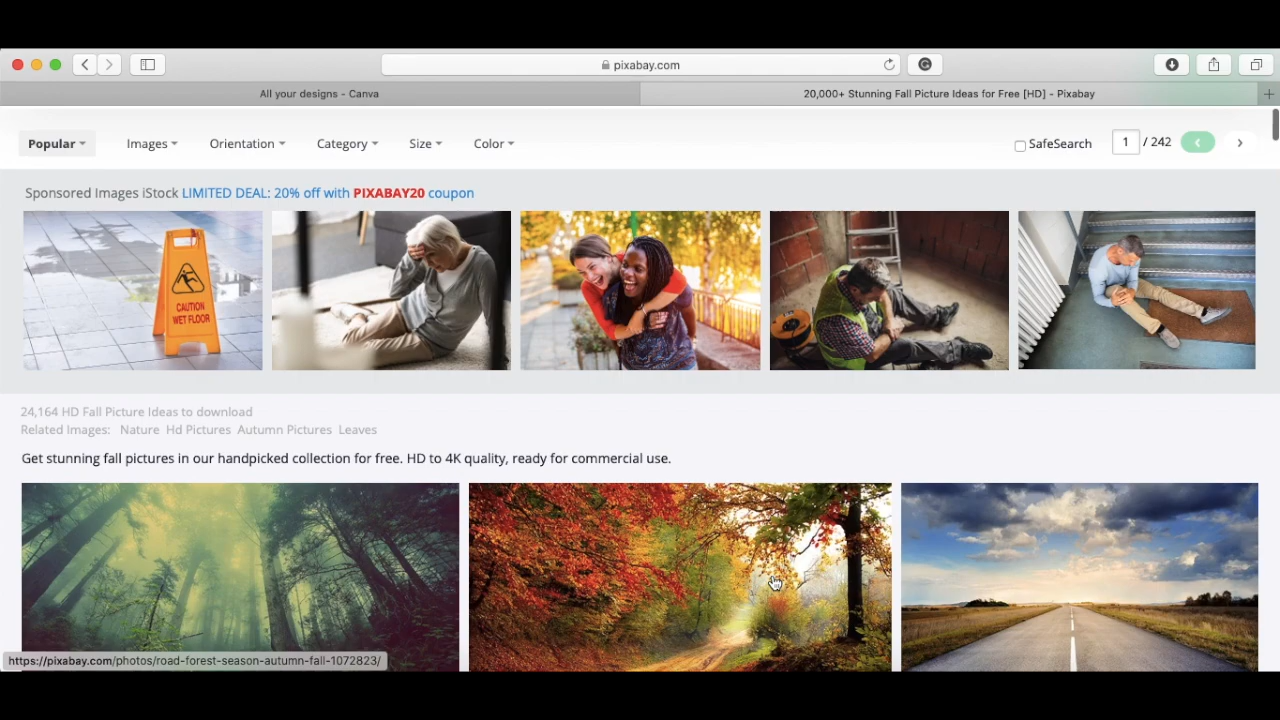 pixabay.com
All your designs - Canva
20,000+ Stunning Fall Picture Ideas for Free [HD] - Pixabay
Popular Images Orientation Category Size Color SafeSearch 1 / 242
Sponsored Images iStock LIMITED DEAL: 20% off with PIXABAY20 coupon
CAUTION
WET FLOOR
24,164 HD Fall Picture Ideas to download
Related Images: Nature Hd Pictures Autumn Pictures Leaves
Get stunning fall pictures in our handpicked collection for free. HD to 4K quality, ready for commercial use.
https://pixabay.com/photos/road-forest-season-autumn-fall-1072823/